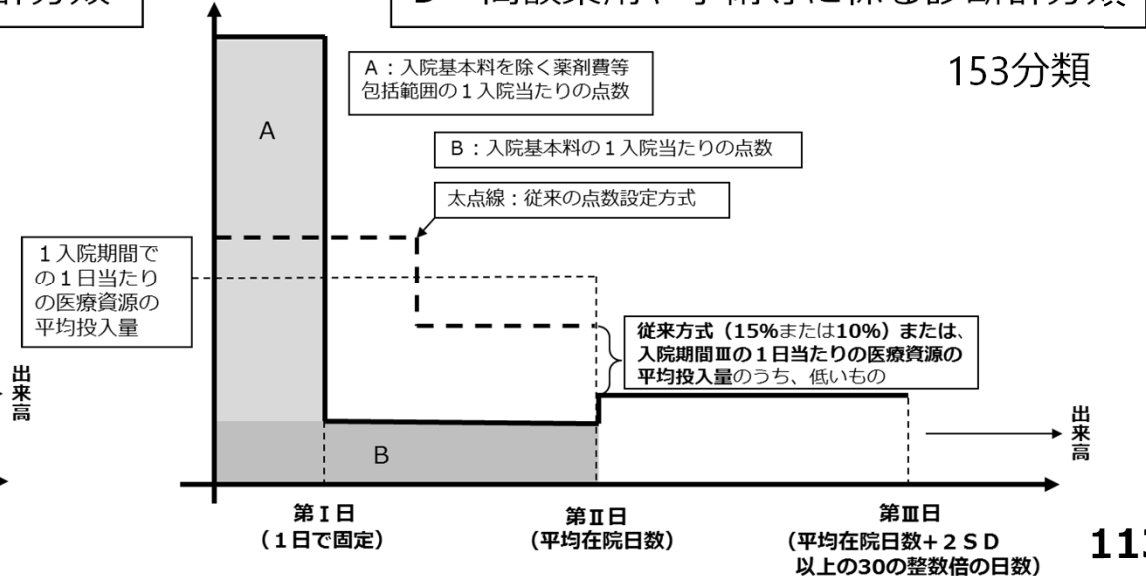 153分類
A：入院基本料を除く薬剤費等
包括範囲の１入院当たりの点数
A
B：入院基本料の１入院当たりの点数
太点線：従来の点数設定方式
１入院期間で
の１日当たり
の医療資源の
平均投入量
従来方式（15%または10%）または、
入院期間Ⅲの１日当たりの医療資源の
平均投入量のうち、低いもの
出来高
出来高
B
第Ⅰ日
（１日で固定）
第Ⅱ日
（平均在院日数）
第Ⅲ日
（平均在院日数+２ＳＤ
以上の30の整数倍の日数）
113